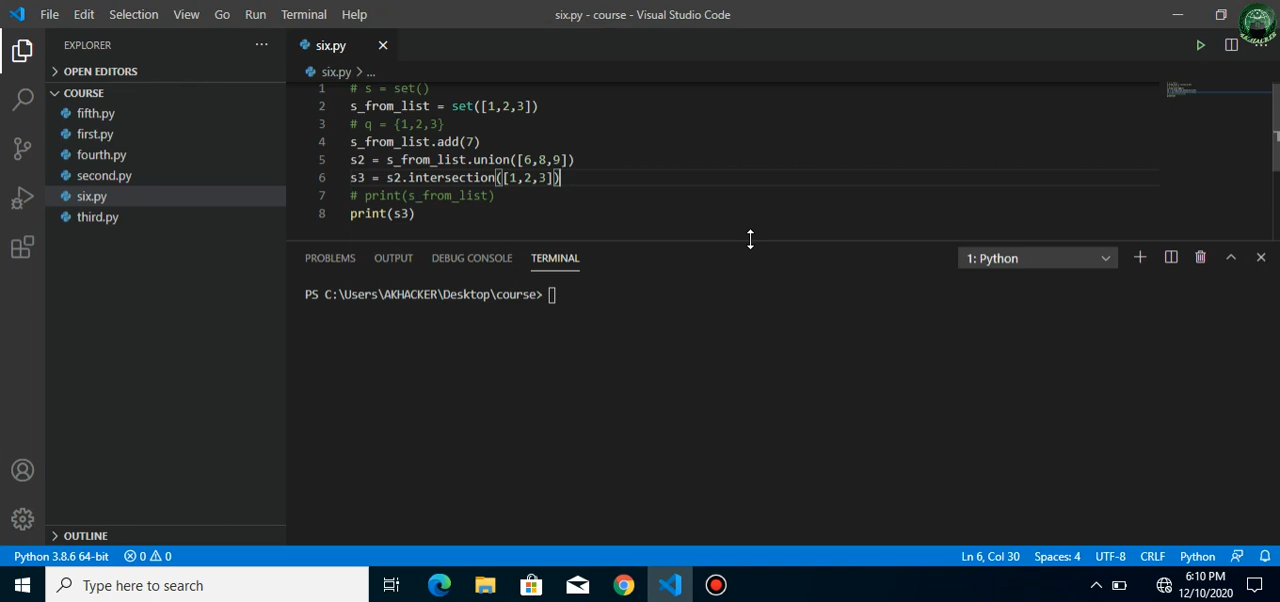 File Edit Selection View Go Run Terminal Help
six.py - course - Visual Studio Code
EXPLORER
OPEN EDITORS
COURSE
fifth.py
first.py
fourth.py
second.py
six.py
third.py
OUTLINE
six.py
six.py > ...
1 # s = set()
2 s_from_list = set([1,2,3])
3 # q = {1,2,3}
4 s_from_list.add(7)
5 s2 = s_from_list.union([6,8,9])
6 s3 = s2.intersection([1,2,3])
7 # print(s_from_list)
8 print(s3)
PROBLEMS OUTPUT DEBUG CONSOLE TERMINAL
1: Python
PS C:\Users\AKHACKER\Desktop\course>
Python 3.8.6 64-bit 0 0
Ln 6, Col 30 Spaces: 4 UTF-8 CRLF Python
Type here to search
6:10 PM
12/10/2020